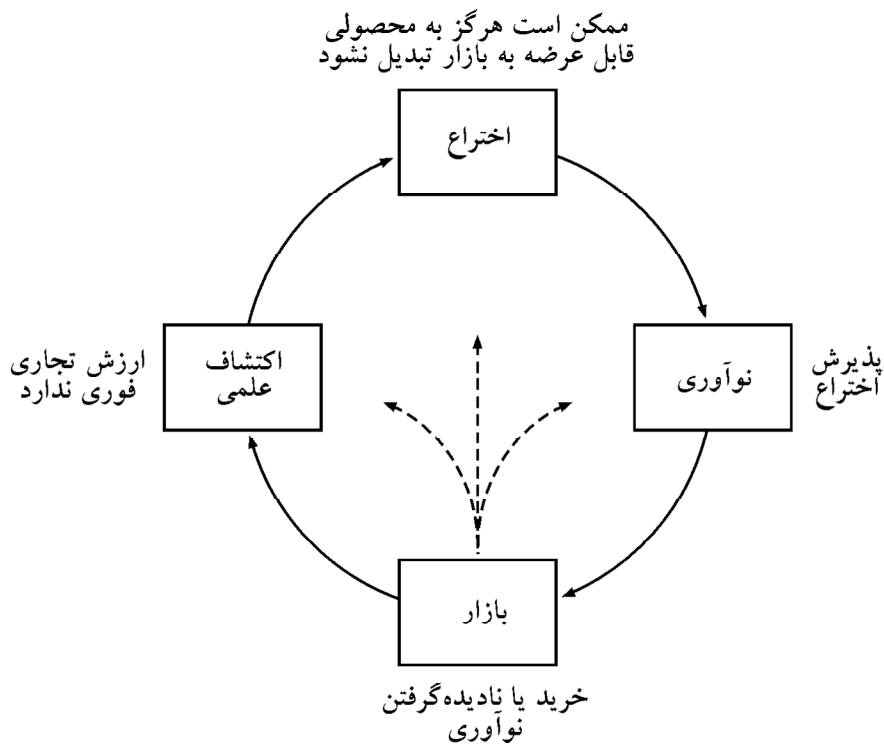 ممکن است هرگز به محصولی
قابل عرضه به بازار تبدیل نشود
اختراع
اکتشاف
علمی
ارزش تجاری
فوری ندارد
نوآوری
پذیرش
اختراع
بازار
خرید یا نادیده‌گرفتن
نوآوری